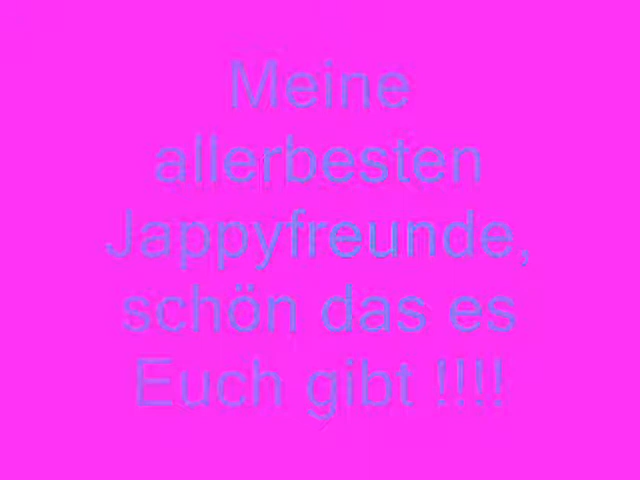 Meine
allerbesten
Jappyfreunde,
schön das es
Euch gibt !!!!